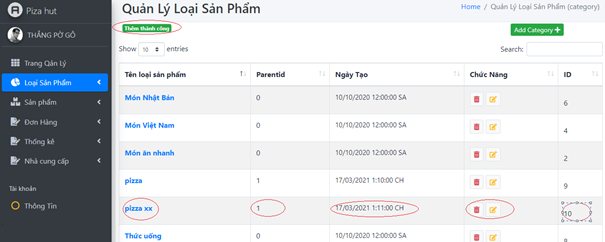 Piza hut
THẮNG PỜ GÔ
Trang Qản Lý
Loại Sản Phẩm
Sản phẩm
Đơn Hàng
Thống kê
Nhà cung cấp
Tài khoản
Thông Tin
Quản Lý Loại Sản Phẩm
Home / Quản Lý Loại Sản Phẩm (category)
Thêm thành công
Add Category +
Show 10 entries
Search:
Tên loại sản phẩm Parentid Ngày Tạo Chức Năng ID
Món Nhật Bản 0 10/10/2020 12:00:00 SA 6
Món Việt Nam 0 10/10/2020 12:00:00 SA 4
Món ăn nhanh 0 10/10/2020 12:00:00 SA 2
pizza 1 17/03/2021 1:10:00 CH 9
pizza xx 1 17/03/2021 1:11:00 CH 10
Thức uống 0 10/10/2020 12:00:00 SA